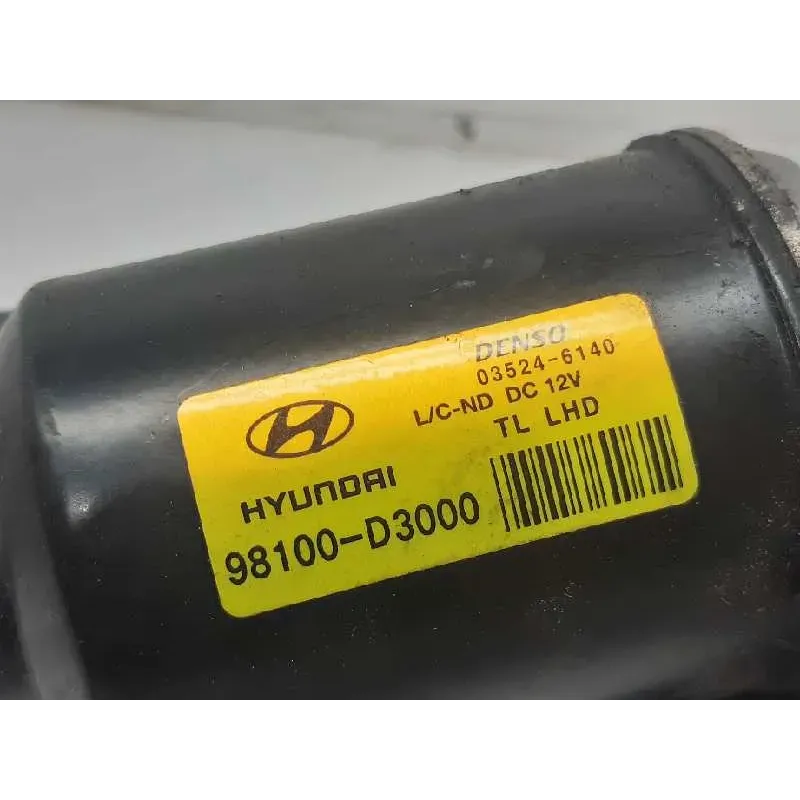 DENSO
03524-6140
L/C-ND DC 12V
TL LHD
HYUNDAI
98100-D3000